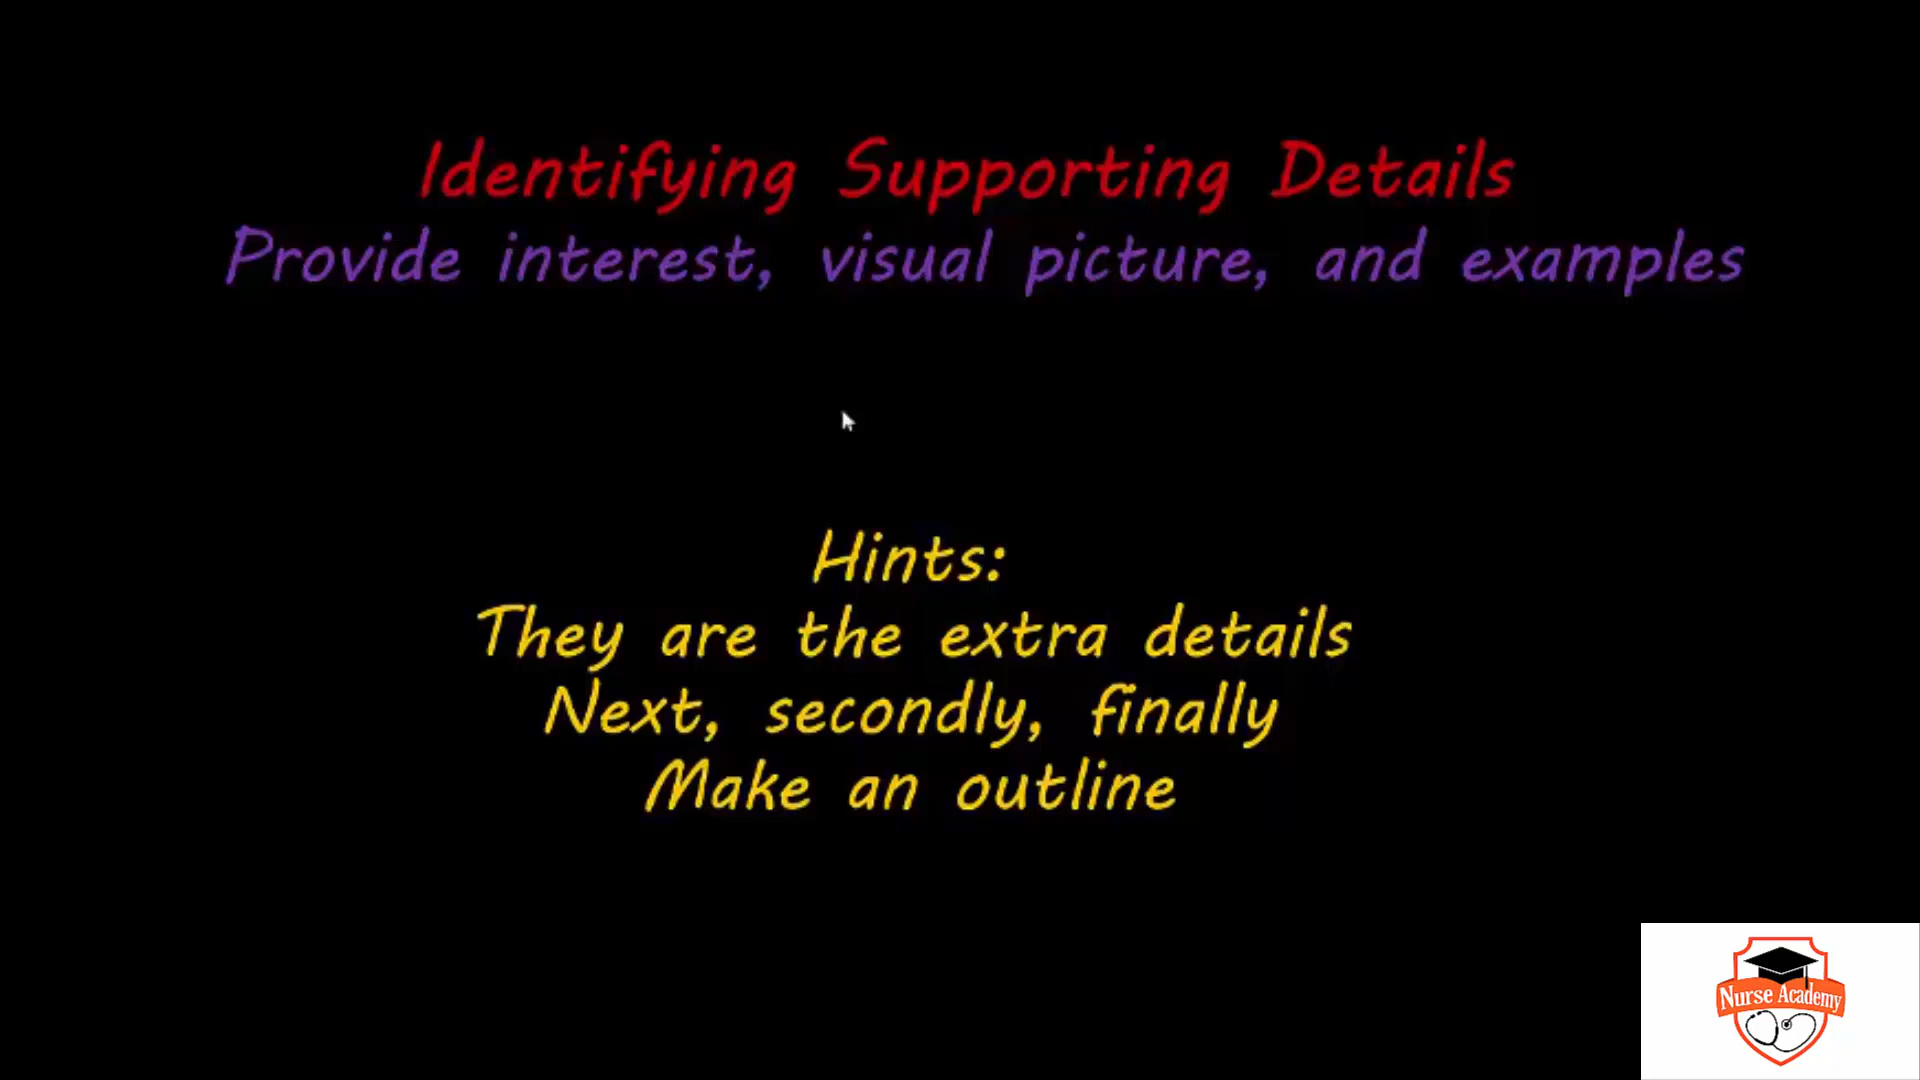 Identifying Supporting Details
Provide interest, visual picture, and examples
Hints:
They are the extra details
Next, secondly, finally
Make an outline
Nurse Academy